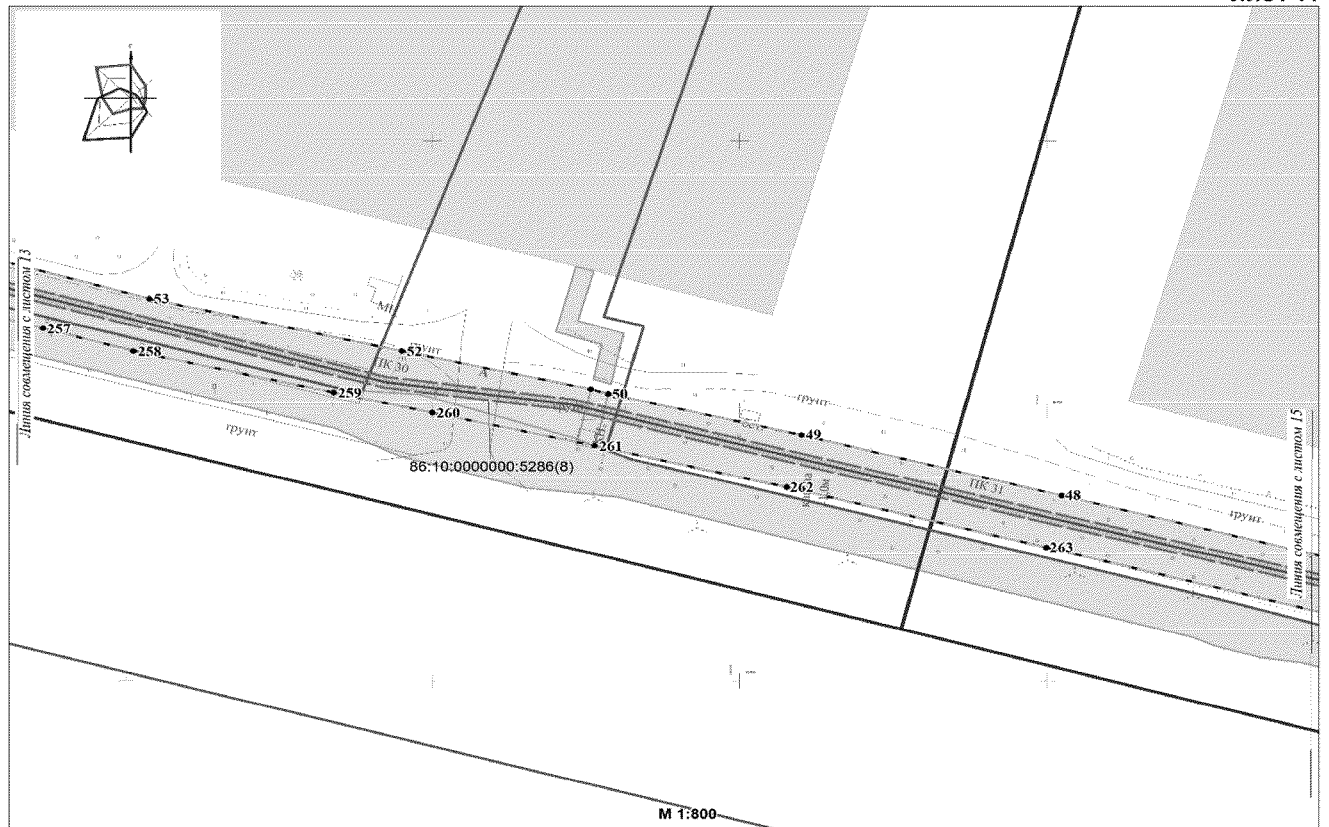 Линия совмещения с листом 13
53
257
258
52
грунт
ПК 30
259
260
50
261
грунт
49
грунт
262
86:10:0000000:5286(8)
ПК 31
48
263
грунт
Линия совмещения с листом 15
М 1:800